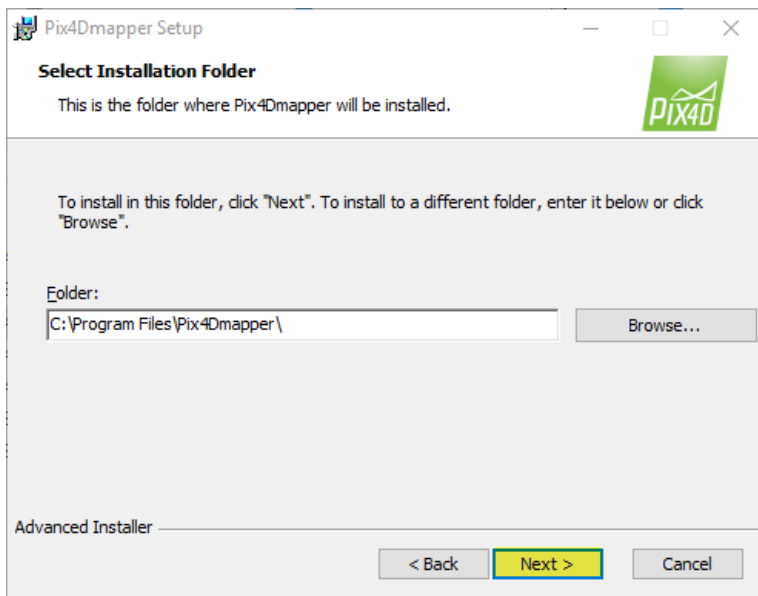 Pix4Dmapper Setup
Select Installation Folder
This is the folder where Pix4Dmapper will be installed.
PIX4D
To install in this folder, click "Next". To install to a different folder, enter it below or click
"Browse".
Folder:
C:\Program Files\Pix4Dmapper\
Browse...
Advanced Installer
< Back
Next >
Cancel